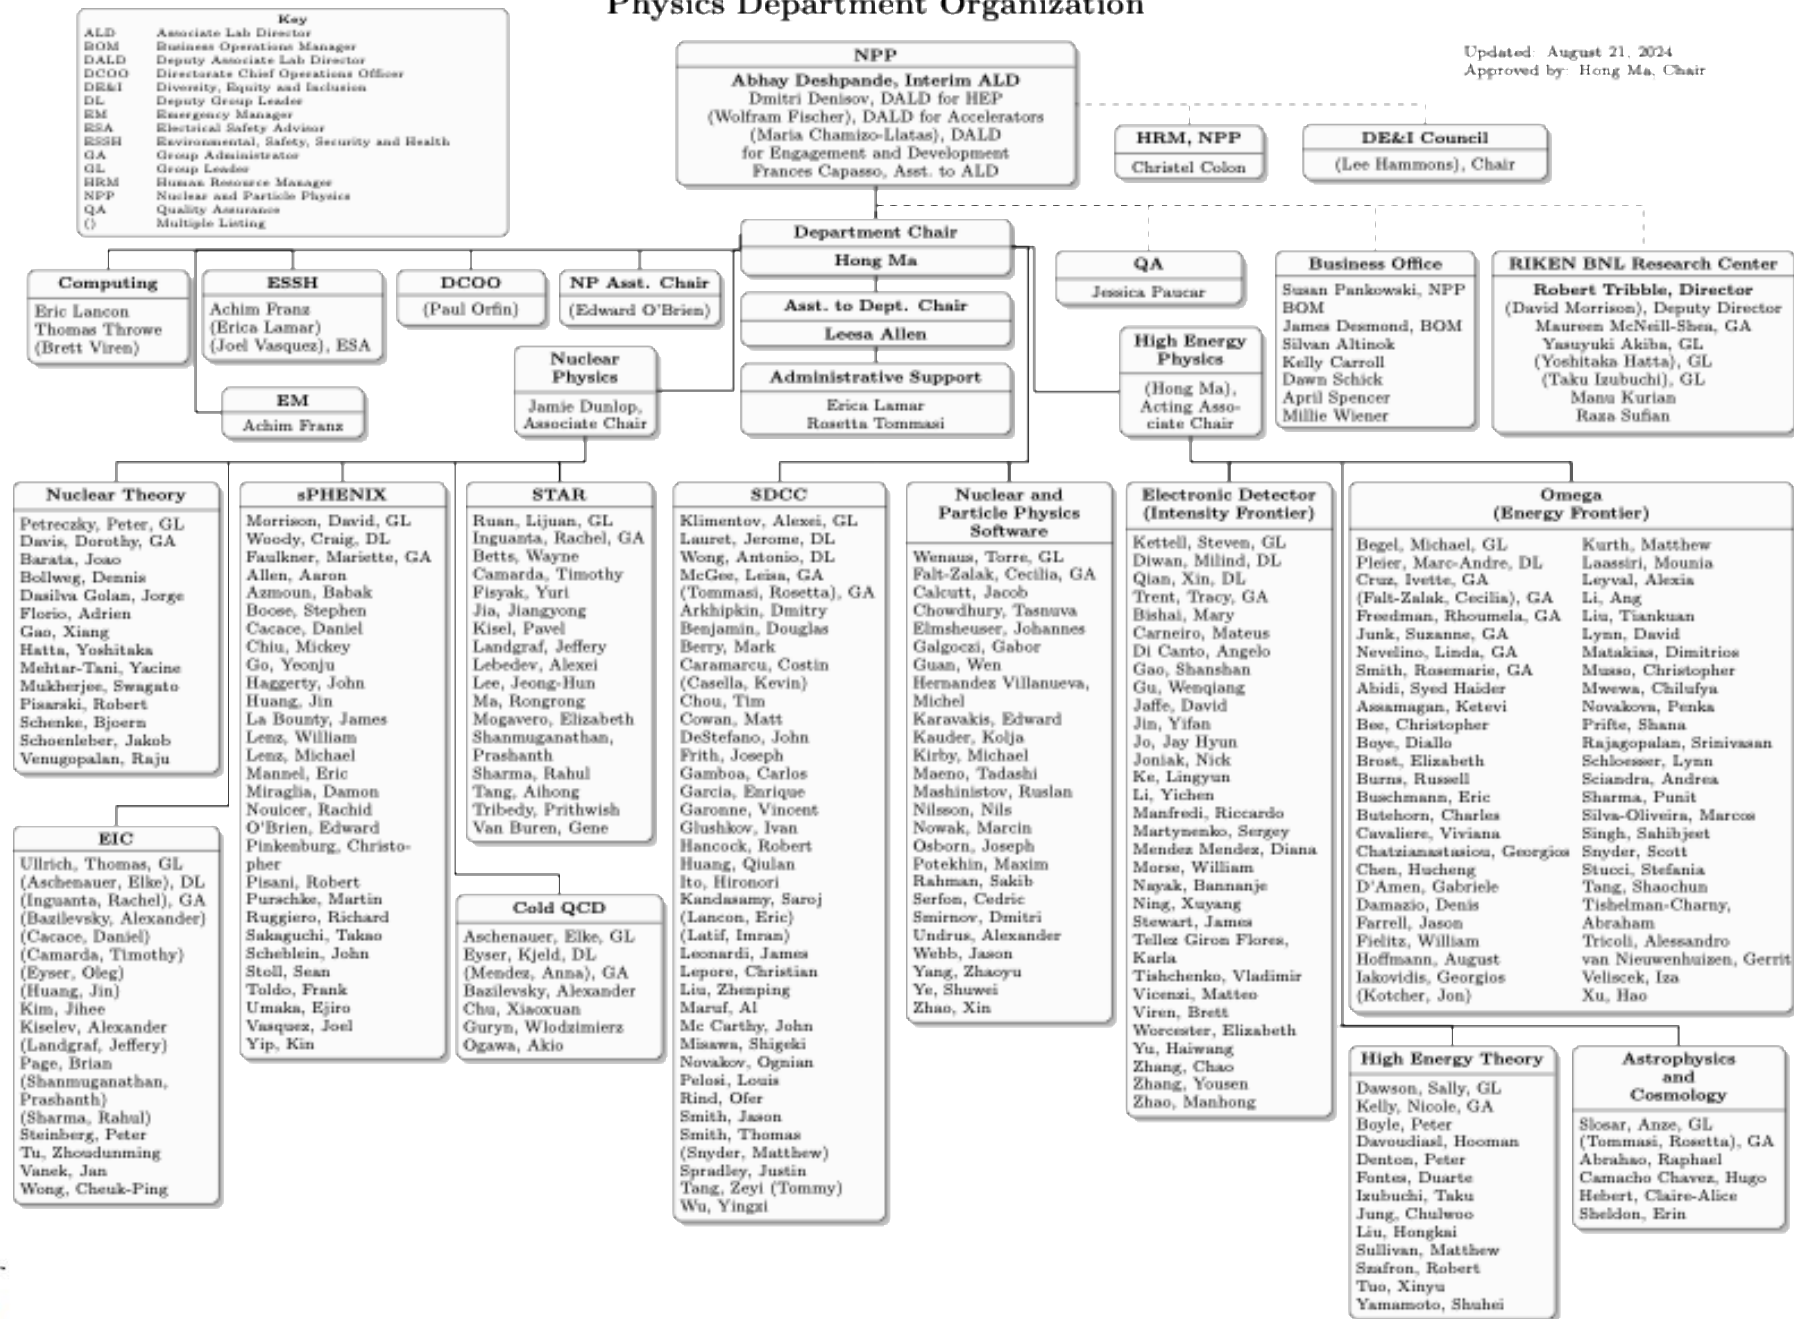 Physics Department Organization
Key
ALD Associate Lab Director
BOM Business Operations Manager
DALD Deputy Associate Lab Director
DCOO Directorate Chief Operations Officer
DE&I Diversity, Equity and Inclusion
DL Deputy Group Leader
EM Emergency Manager
ESA Electrical Safety Advisor
ESSH Environmental, Safety, Security and Health
GA Group Administrator
GL Group Leader
HRM Human Resource Manager
NPP Nuclear and Particle Physics
QA Quality Assurance
() Multiple Listing
NPP
Abhay Deshpande, Interim ALD
Dmitri Denisov, DALD for HEP
(Wolfram Fischer), DALD for Accelerators
(Maria Chamizo-Llatas), DALD
for Engagement and Development
Frances Capasso, Asst. to ALD
Updated: August 21, 2024
Approved by: Hong Ma, Chair
HRM, NPP
Christel Colon
DE&I Council
(Lee Hammons), Chair
Department Chair
Hong Ma
Asst. to Dept. Chair
Leesa Allen
Administrative Support
Erica Lamar
Rosetta Tommasi
Computing
Eric Lancon
Thomas Throwe
(Brett Viren)
ESSH
Achim Franz
(Erica Lamar)
(Joel Vasquez), ESA
DCOO
(Paul Orfin)
NP Asst. Chair
(Edward O'Brien)
EM
Achim Franz
Nuclear
Physics
Jamie Dunlop,
Associate Chair
QA
Jessica Paucar
High Energy
Physics
(Hong Ma),
Acting Asso-
ciate Chair
Business Office
Susan Pankowski, NPP
BOM
James Desmond, BOM
Silvan Altinok
Kelly Carroll
Dawn Schick
April Spencer
Millie Wiener
RIKEN BNL Research Center
Robert Tribble, Director
(David Morrison), Deputy Director
Maureen McNeill-Shea, GA
Yasuyuki Akiba, GL
(Yoshitaka Hatta), GL
(Taku Izubuchi), GL
Manu Kurian
Raza Sufian
Nuclear Theory
Petreczky, Peter, GL
Davis, Dorothy, GA
Barata, Joao
Bollweg, Dennis
Dasilva Golan, Jorge
Florio, Adrien
Gao, Xiang
Hatta, Yoshitaka
Mehtar-Tani, Yacine
Mukherjee, Swagato
Pisarski, Robert
Schenke, Bjoern
Schoenleber, Jakob
Venugopalan, Raju
EIC
Ullrich, Thomas, GL
(Aschenauer, Elke), DL
(Inguanta, Rachel), GA
(Bazilevsky, Alexander)
(Cacace, Daniel)
(Camarda, Timothy)
(Eyser, Oleg)
(Huang, Jin)
Kim, Jihee
Kiselev, Alexander
(Landgraf, Jeffery)
Page, Brian
(Shanmuganathan,
Prashanth)
(Sharma, Rahul)
Steinberg, Peter
Tu, Zhoudunming
Vanek, Jan
Wong, Cheuk-Ping
sPHENIX
Morrison, David, GL
Woody, Craig, DL
Faulkner, Mariette, GA
Allen, Aaron
Azmoun, Babak
Boose, Stephen
Cacace, Daniel
Chiu, Mickey
Go, Yeonju
Haggerty, John
Huang, Jin
La Bounty, James
Lenz, William
Lenz, Michael
Mannel, Eric
Miraglia, Damon
Nouicer, Rachid
O'Brien, Edward
Pinkenburg, Christo-
pher
Pisani, Robert
Purschke, Martin
Ruggiero, Richard
Sakaguchi, Takao
Scheblein, John
Stoll, Sean
Toldo, Frank
Umaka, Ejiro
Vasquez, Joel
Yip, Kin
STAR
Ruan, Lijuan, GL
Inguanta, Rachel, GA
Betts, Wayne
Camarda, Timothy
Fisyak, Yuri
Jia, Jiangyong
Kisel, Pavel
Landgraf, Jeffery
Lebedev, Alexei
Lee, Jeong-Hun
Ma, Rongrong
Mogavero, Elizabeth
Shanmuganathan,
Prashanth
Sharma, Rahul
Tang, Aihong
Tribedy, Prithwish
Van Buren, Gene
Cold QCD
Aschenauer, Elke, GL
Eyser, Kjeld, DL
(Mendez, Anna), GA
Bazilevsky, Alexander
Chu, Xiaoxuan
Guryn, Wlodzimierz
Ogawa, Akio
SDCC
Klimentov, Alexei, GL
Lauret, Jerome, DL
Wong, Antonio, DL
McGee, Leisa, GA
(Tommasi, Rosetta), GA
Arkhipkin, Dmitry
Benjamin, Douglas
Berry, Mark
Caramarcu, Costin
(Casella, Kevin)
Chou, Tim
Cowan, Matt
DeStefano, John
Frith, Joseph
Gamboa, Carlos
Garcia, Enrique
Garonne, Vincent
Glushkov, Ivan
Hancock, Robert
Huang, Qiulan
Ito, Hironori
Kandasamy, Saroj
(Lancon, Eric)
(Latif, Imran)
Leonardi, James
Lepore, Christian
Liu, Zhenping
Maruf, Al
Mc Carthy, John
Misawa, Shigeki
Novakov, Ognian
Pelosi, Louis
Rind, Ofer
Smith, Jason
Smith, Thomas
(Snyder, Matthew)
Spradley, Justin
Tang, Zeyi (Tommy)
Wu, Yingzi
Nuclear and
Particle Physics
Software
Wenaus, Torre, GL
Falt-Zalak, Cecilia, GA
Calcutt, Jacob
Chowdhury, Tasnuva
Elmsheuser, Johannes
Galgoczi, Gabor
Guan, Wen
Hernandez Villanueva,
Michel
Karavakis, Edward
Kauder, Kolja
Kirby, Michael
Maeno, Tadashi
Mashinistov, Ruslan
Nilsson, Nils
Nowak, Marcin
Osborn, Joseph
Potekhin, Maxim
Rahman, Sakib
Serfon, Cedric
Smirnov, Dmitri
Undrus, Alexander
Webb, Jason
Yang, Zhaoyu
Ye, Shuwei
Zhao, Xin
Electronic Detector
(Intensity Frontier)
Kettell, Steven, GL
Diwan, Milind, DL
Qian, Xin, DL
Trent, Tracy, GA
Bishai, Mary
Carneiro, Mateus
Di Canto, Angelo
Gao, Shanshan
Gu, Wenqiang
Jaffe, David
Jin, Yifan
Jo, Jay Hyun
Joniak, Nick
Ke, Lingyun
Li, Yichen
Manfredi, Riccardo
Martynenko, Sergey
Mendez Mendez, Diana
Morse, William
Nayak, Bannanje
Ning, Xuyang
Stewart, James
Tellez Giron Flores,
Karla
Tishchenko, Vladimir
Vicenzi, Matteo
Viren, Brett
Worcester, Elizabeth
Yu, Haiwang
Zhang, Chao
Zhang, Yousen
Zhao, Manhong
Omega
(Energy Frontier)
Begel, Michael, GL
Pleier, Marc-Andre, DL
Cruz, Ivette, GA
(Falt-Zalak, Cecilia), GA
Freedman, Rhoumela, GA
Junk, Suzanne, GA
Nevelino, Linda, GA
Smith, Rosemarie, GA
Abidi, Syed Haider
Assamagan, Ketevi
Bee, Christopher
Boye, Diallo
Brost, Elizabeth
Burns, Russell
Buschmann, Eric
Butehorn, Charles
Cavaliere, Viviana
Chatzianastasiou, Georgios
Chen, Hucheng
D'Amen, Gabriele
Damazio, Denis
Farrell, Jason
Fielitz, William
Hoffmann, August
Iakovidis, Georgios
(Kotcher, Jon)
Kurth, Matthew
Laassiri, Mounia
Leyval, Alexia
Li, Ang
Liu, Tiankuan
Lynn, David
Matakias, Dimitrios
Musso, Christopher
Mwewa, Chilufya
Novakova, Penka
Prifte, Shana
Rajagopalan, Srinivasan
Schloesser, Lynn
Sciandra, Andrea
Sharma, Punit
Silva-Oliveira, Marcos
Singh, Sahibjeet
Snyder, Scott
Stucci, Stefania
Tang, Shaochun
Tishelman-Charny,
Abraham
Tricoli, Alessandro
van Nieuwenhuizen, Gerrit
Veliscek, Iza
Xu, Hao
High Energy Theory
Dawson, Sally, GL
Kelly, Nicole, GA
Boyle, Peter
Davoudiasl, Hooman
Denton, Peter
Fontes, Duarte
Izubuchi, Taku
Jung, Chulwoo
Liu, Hongkai
Sullivan, Matthew
Szafron, Robert
Tuo, Xinyu
Yamamoto, Shuhei
Astrophysics
and
Cosmology
Slosar, Anze, GL
(Tommasi, Rosetta), GA
Abrahao, Raphael
Camacho Chavez, Hugo
Hebert, Claire-Alice
Sheldon, Erin